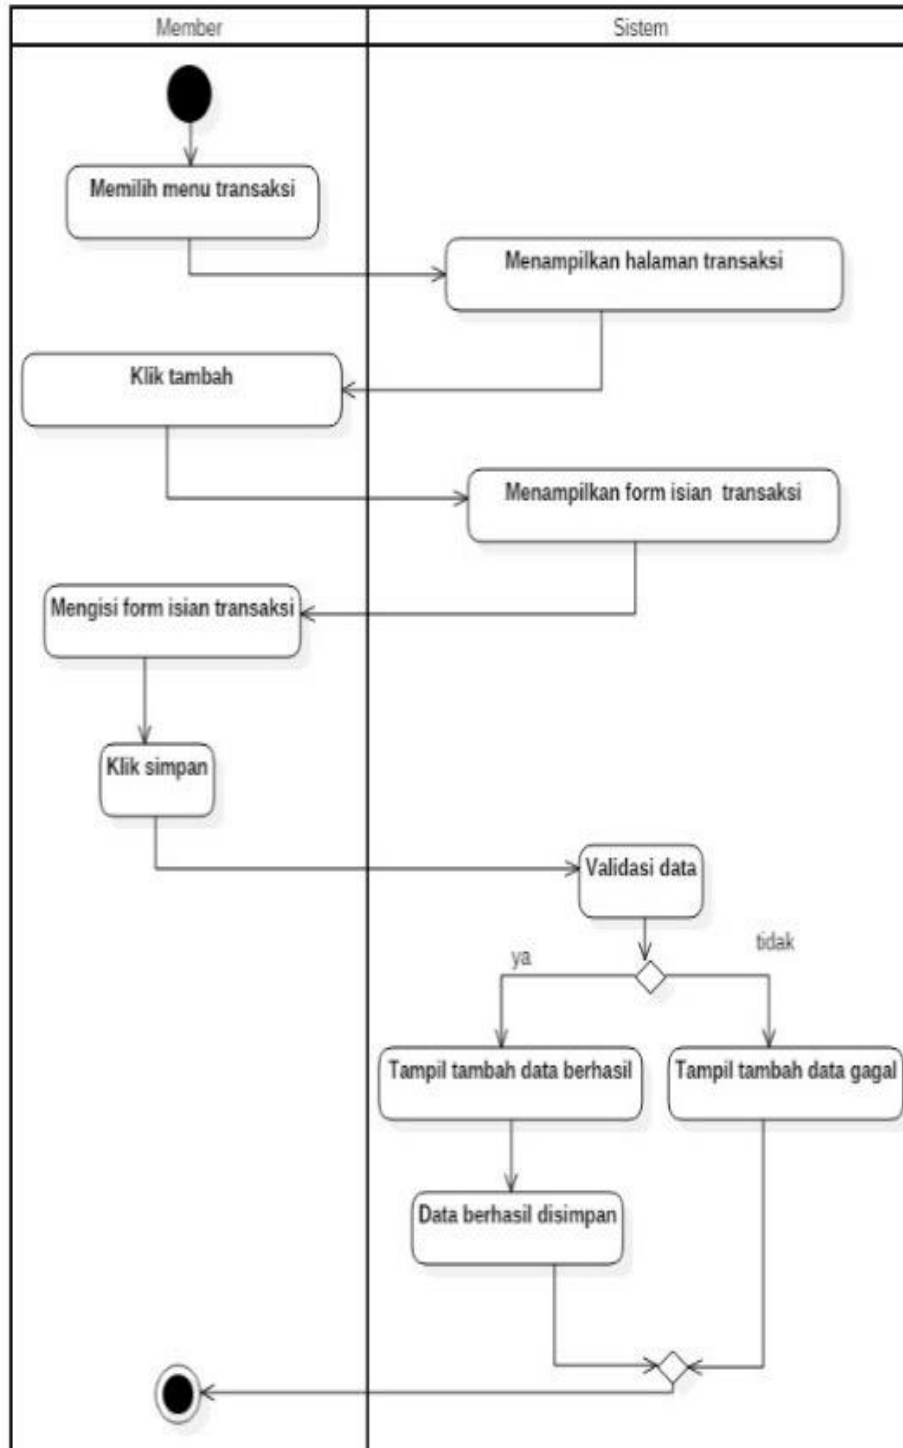 Member
Sistem
Memilih menu transaksi
Menampilkan halaman transaksi
Klik tambah
Menampilkan form isian transaksi
Mengisi form isian transaksi
Klik simpan
Validasi data
ya
tidak
Tampil tambah data berhasil
Tampil tambah data gagal
Data berhasil disimpan